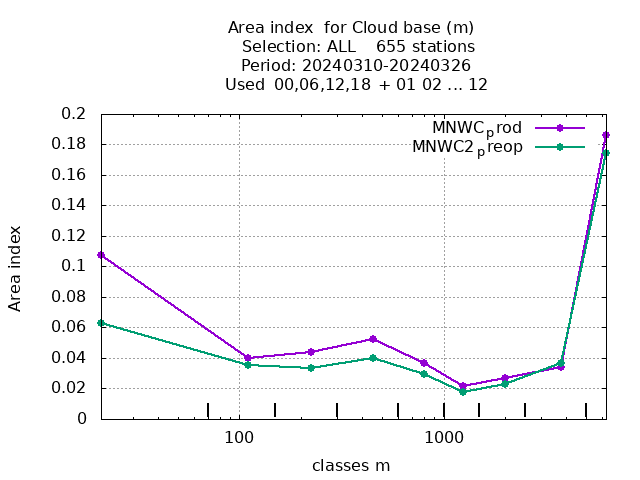 Area index  for Cloud base (m)
Selection: ALL    655 stations
Period: 20240310-20240326
Used  00,06,12,18 + 01 02 ... 12
MNWCprod
MNWC2preop
0.2
0.18
0.16
0.14
0.12
0.1
0.08
0.06
0.04
0.02
0
Area index
100
1000
classes m